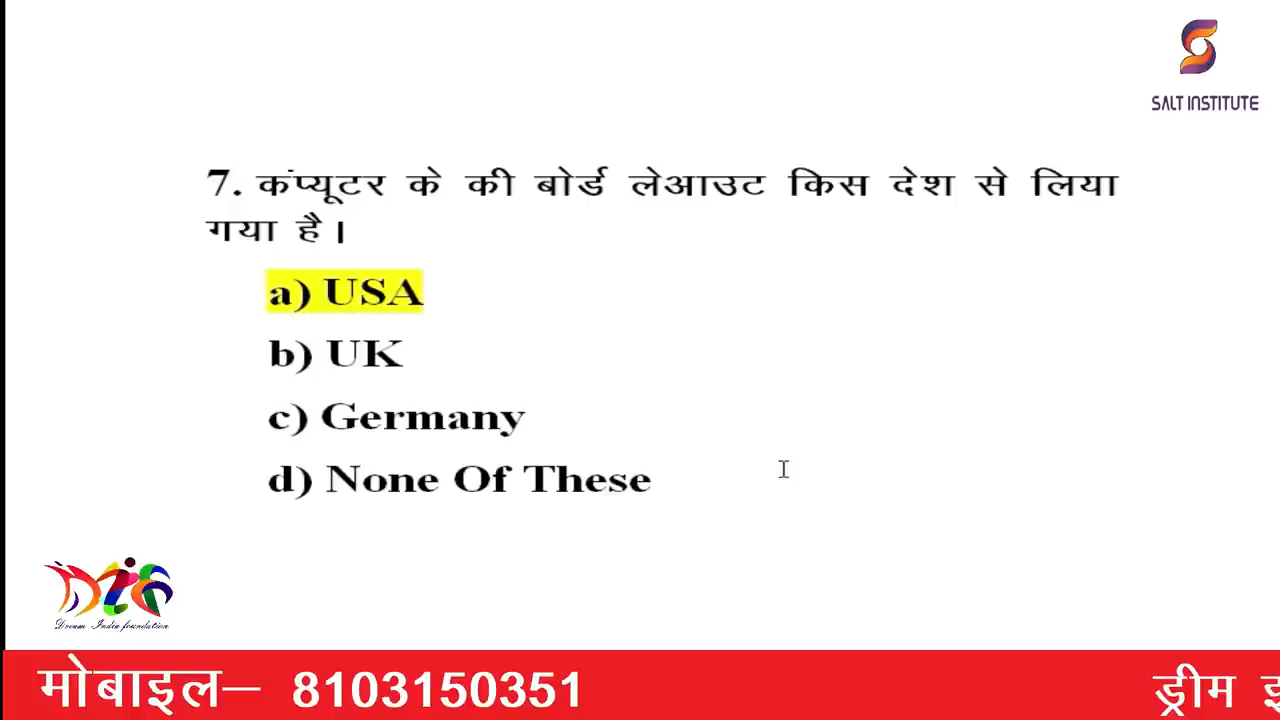 SALT INSTITUTE
7. कंप्यूटर के की बोर्ड लेआउट किस देश से लिया
गया है।
a) USA
b) UK
c) Germany
d) None Of These
Dream India foundation
मोबाइल– 8103150351
ड्रीम इ